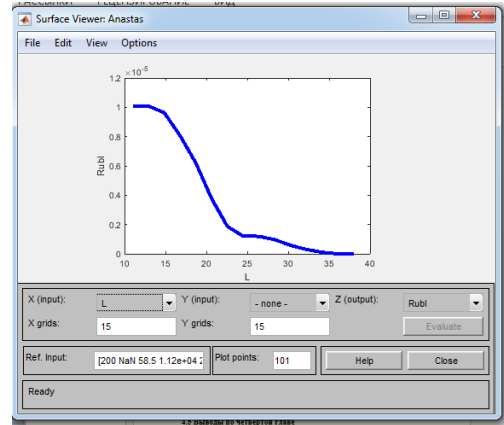 РАССЫЛКИ РЕЦЕНЗИРОВАНИЕ ВИД
Surface Viewer: Anastas
File Edit View Options
×10⁻⁵
1.2
1
0.8
0.6
0.4
0.2
0
Rubl
10 15 20 25 30 35 40
L
X (input): L Y (input): - none - Z (output): Rubl
X grids: 15 Y grids: 15 Evaluate
Ref. Input: [200 NaN 58.5 1.12e+04 2 Plot points: 101 Help Close
Ready
4.5 Выводы по четвертой главе